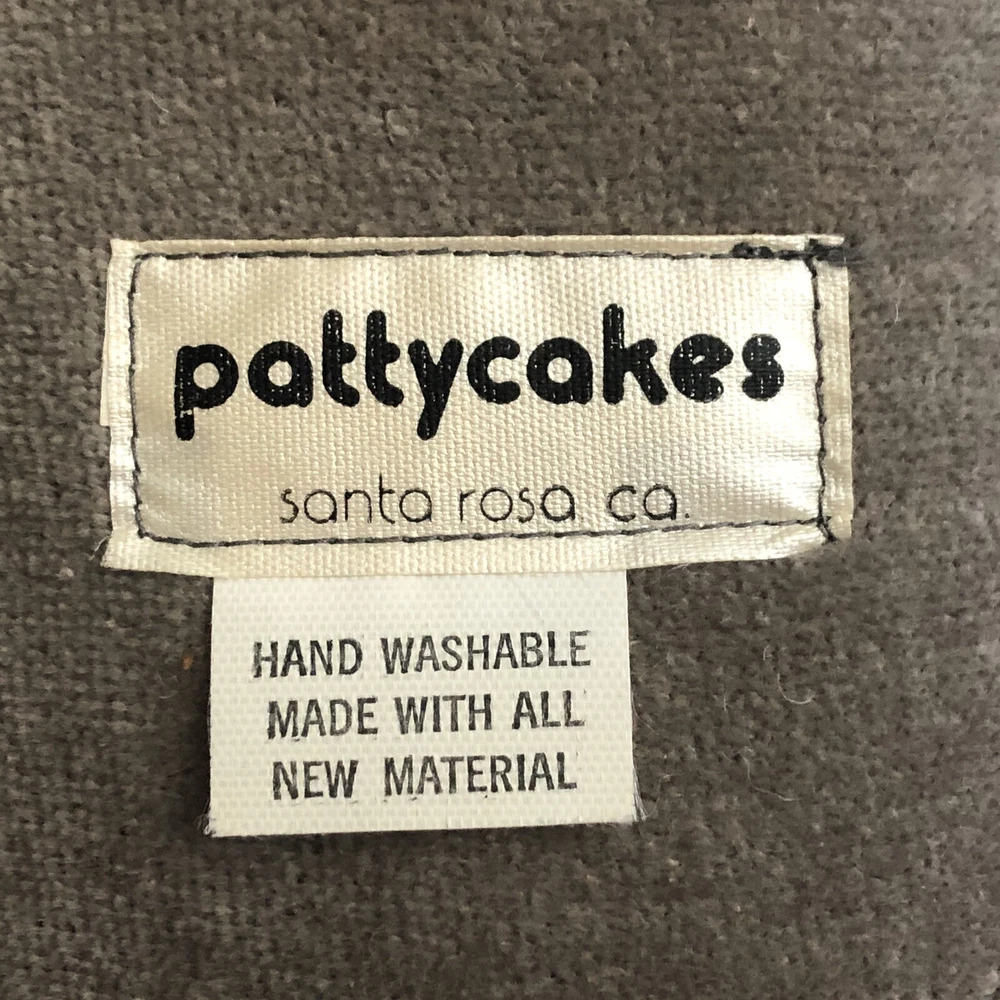 pattycakes
santa rosa ca.
HAND WASHABLE
MADE WITH ALL
NEW MATERIAL